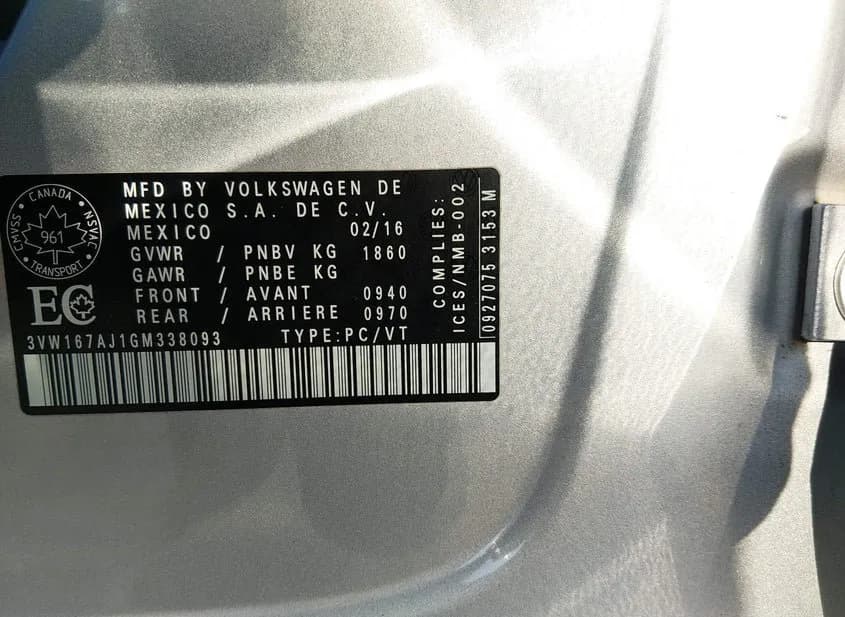 CANADA
CMVSS
NSVAC
961
TRANSPORT
MFD BY VOLKSWAGEN DE
MEXICO S.A. DE C.V.
MEXICO 02/16
GVWR / PNBV KG 1860
GAWR / PNBE KG
FRONT / AVANT 0940
REAR / ARRIERE 0970
EC
3VW167AJ1GM338093 TYPE:PC/VT
COMPLIES:
ICES/NMB-002
0927075 3153 M